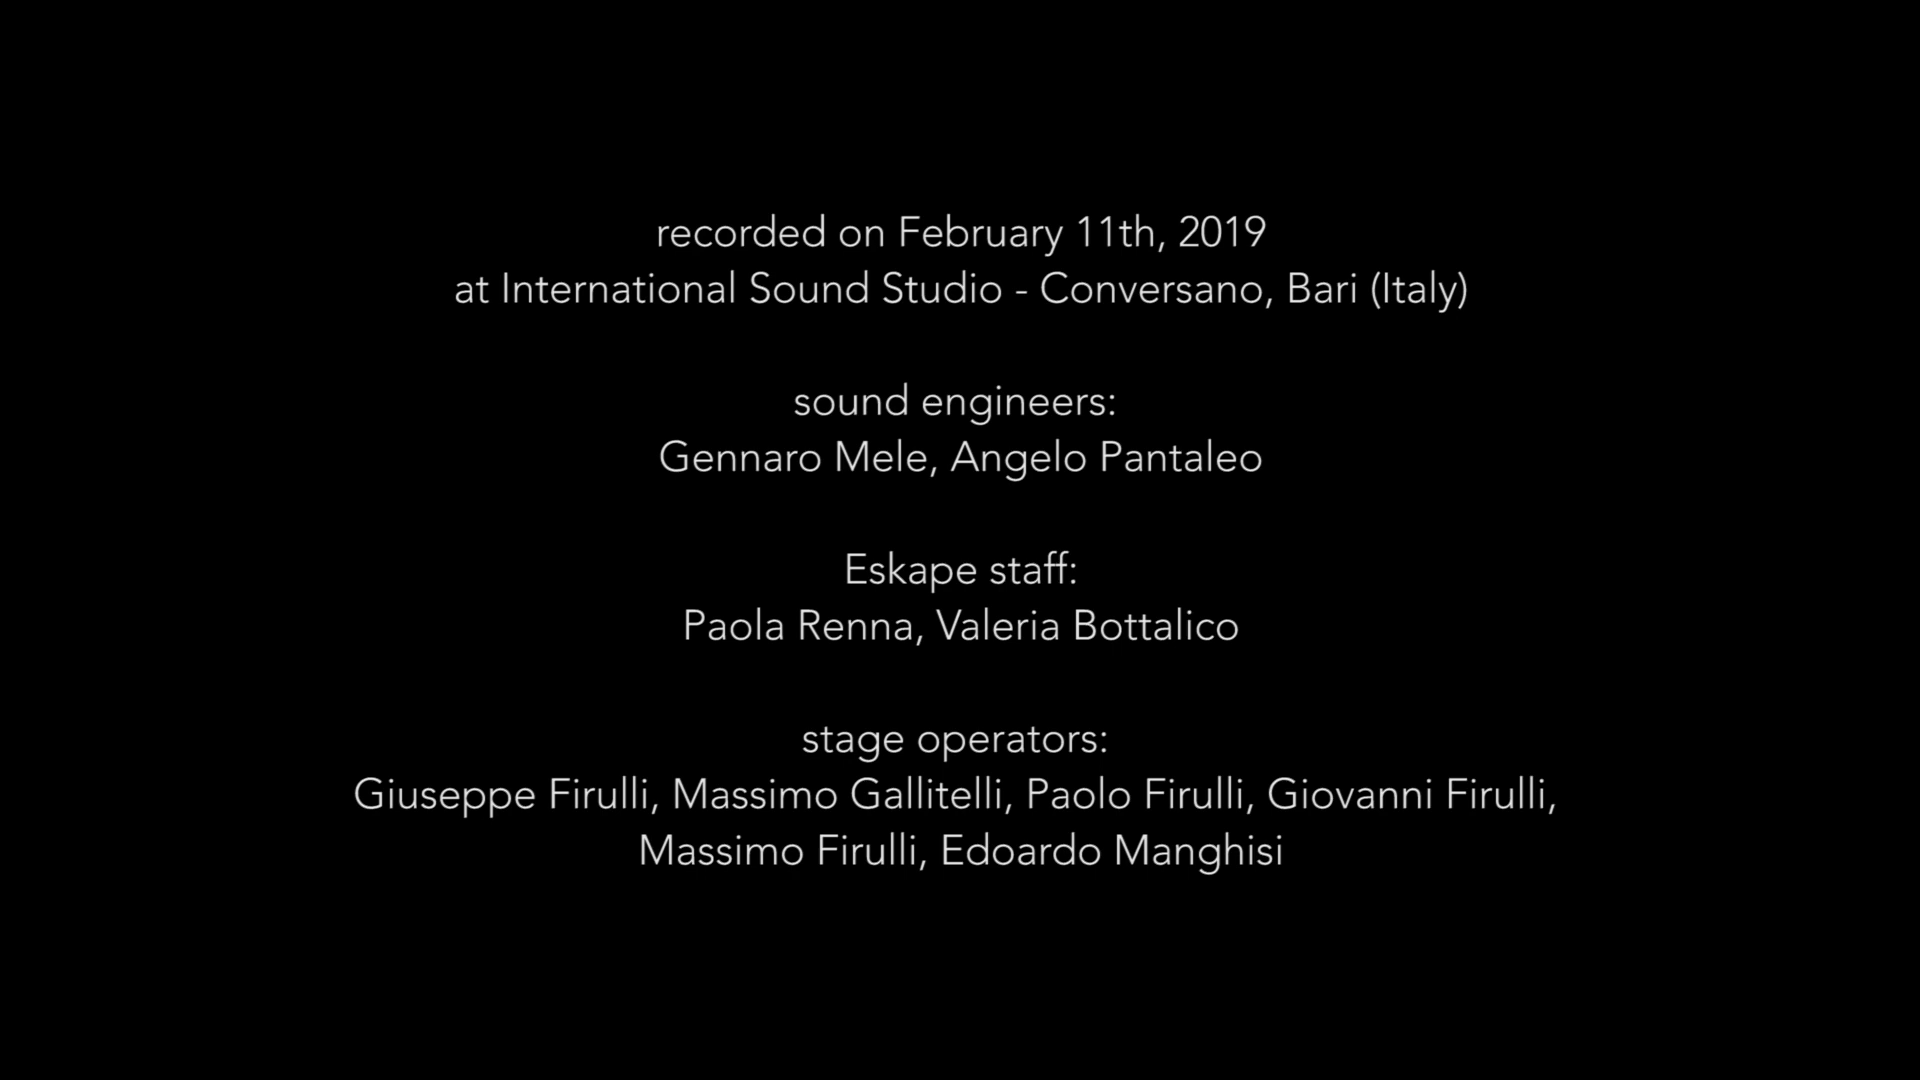 recorded on February 11th, 2019
at International Sound Studio - Conversano, Bari (Italy)
sound engineers:
Gennaro Mele, Angelo Pantaleo
Eskape staff:
Paola Renna, Valeria Bottalico
stage operators:
Giuseppe Firulli, Massimo Gallitelli, Paolo Firulli, Giovanni Firulli,
Massimo Firulli, Edoardo Manghisi